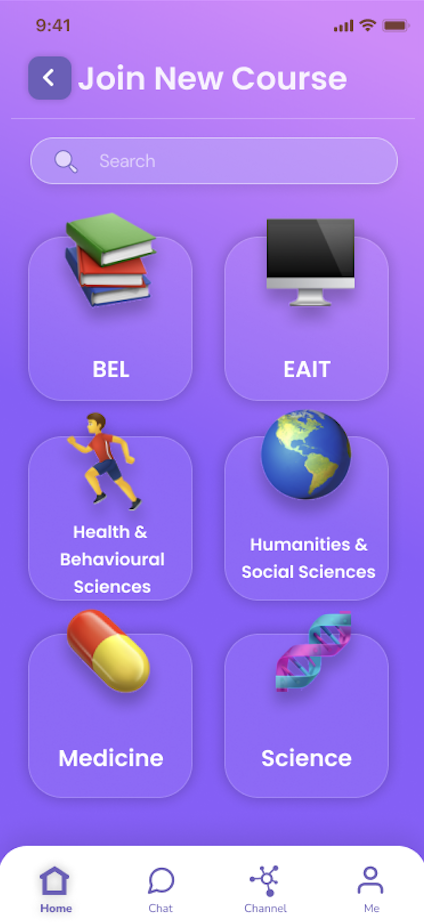 9:41
Join New Course
Search
BEL
EAIT
Health &
Behavioural
Sciences
Humanities &
Social Sciences
Medicine
Science
Home
Chat
Channel
Me